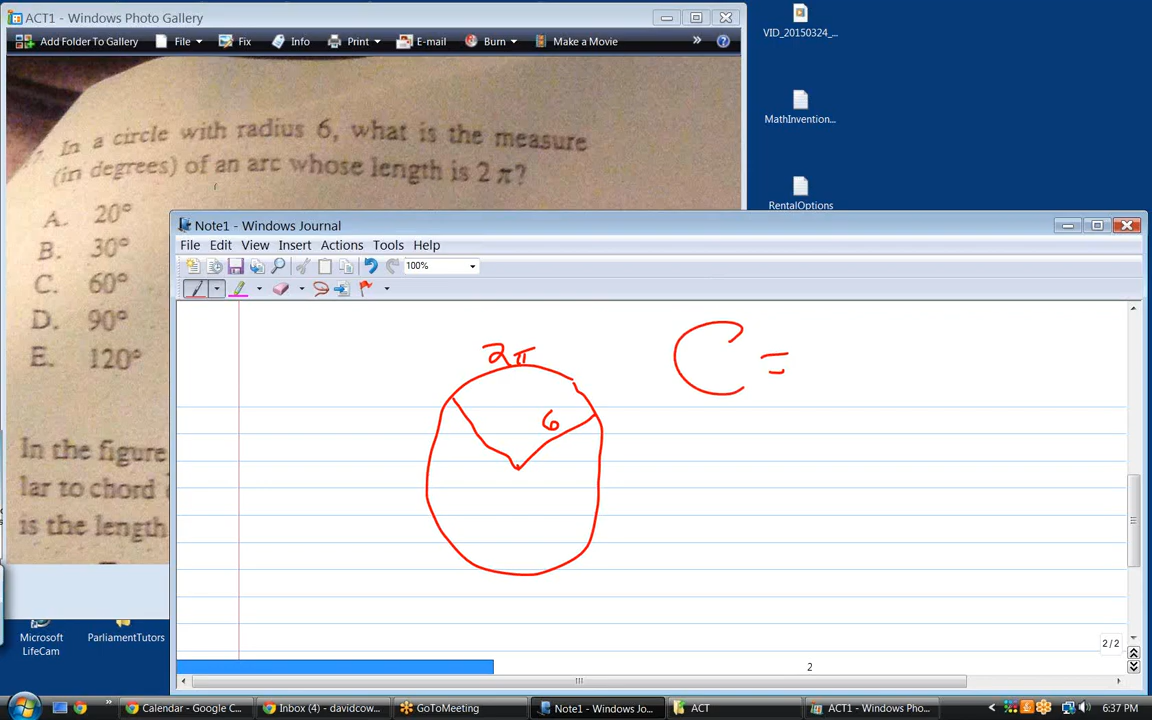 ACT1 - Windows Photo Gallery
Add Folder To Gallery File Fix Info Print E-mail Burn Make a Movie »
VID_20150324_...
MathInvention...
RentalOptions
In a circle with radius 6, what is the measure
(in degrees) of an arc whose length is 2 π?
A. 20°
B. 30°
C. 60°
D. 90°
E. 120°
In the figure
lar to chord
is the length
Note1 - Windows Journal
File Edit View Insert Actions Tools Help
100%
2π
6
C =
2 / 2
2
Microsoft
LifeCam
ParliamentTutors
»
Calendar - Google C...
Inbox (4) - davidcow...
GoToMeeting
Note1 - Windows Jo...
ACT
ACT1 - Windows Pho...
6:37 PM